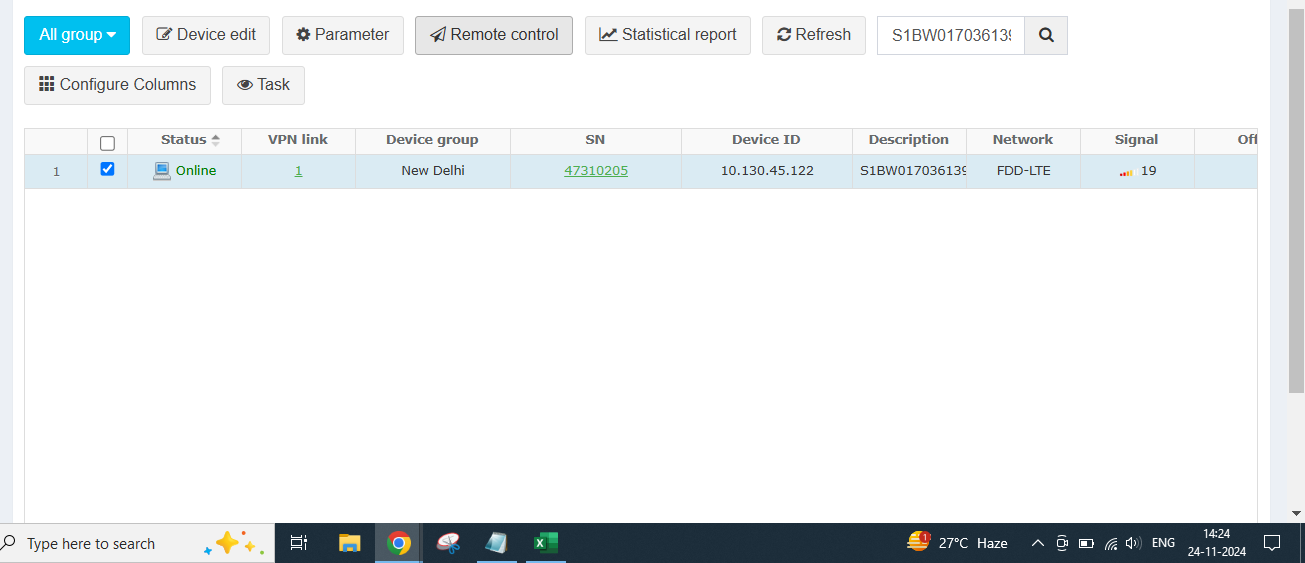 All group Device edit Parameter Remote control Statistical report Refresh S1BW017036139
Configure Columns Task
Status VPN link Device group SN Device ID Description Network Signal Off
1 Online 1 New Delhi 47310205 10.130.45.122 S1BW017036139 FDD-LTE 19
Type here to search 1 27°C Haze ENG 14:24
24-11-2024